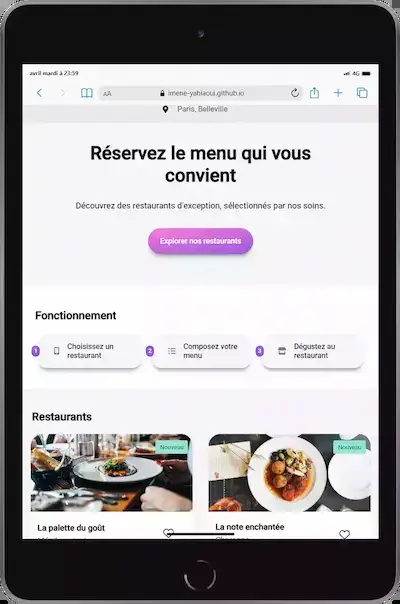 avril mardi à 23:59
4G
AA
imene-yahiaoui.github.io
Paris, Belleville
Réservez le menu qui vous
convient
Découvrez des restaurants d'exception, sélectionnés par nos soins.
Explorer nos restaurants
Fonctionnement
1
Choisissez un
restaurant
2
Composez votre
menu
3
Dégustez au
restaurant
Restaurants
Nouveau
Nouveau
La palette du goût
La note enchantée